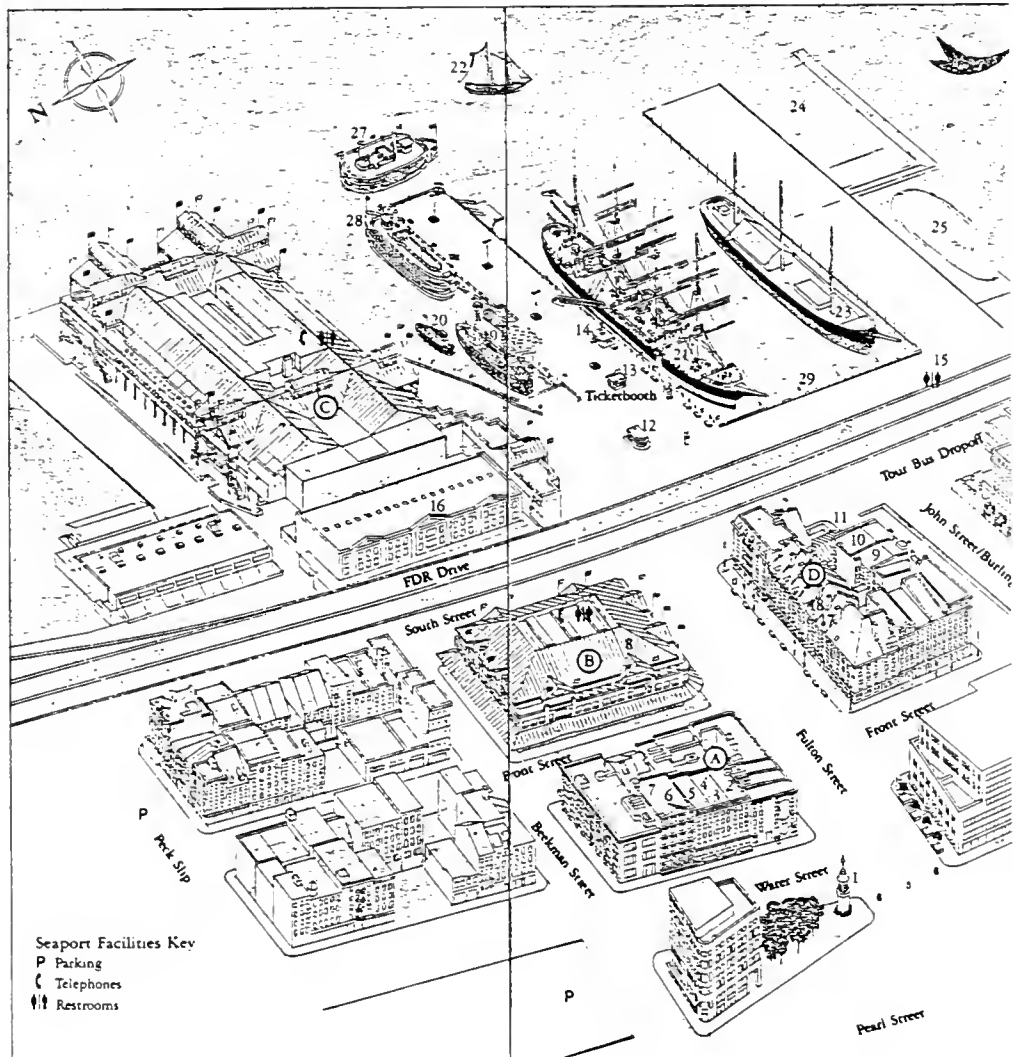 22
24
N
27
28
25
20
19
14
23
21
13
15
Ticketbooth
29
C
12
Tour Bus Dropoff
16
11
10
9
John Street/Burling
FDR Drive
D
18
17
South Street
8
B
Front Street
Front Street
A
Fulton Street
7
6
5
4
3
P
Peck Slip
Beekman Street
Water Street
1
Seaport Facilities Key
P Parking
Telephones
Restrooms
P
Pearl Street